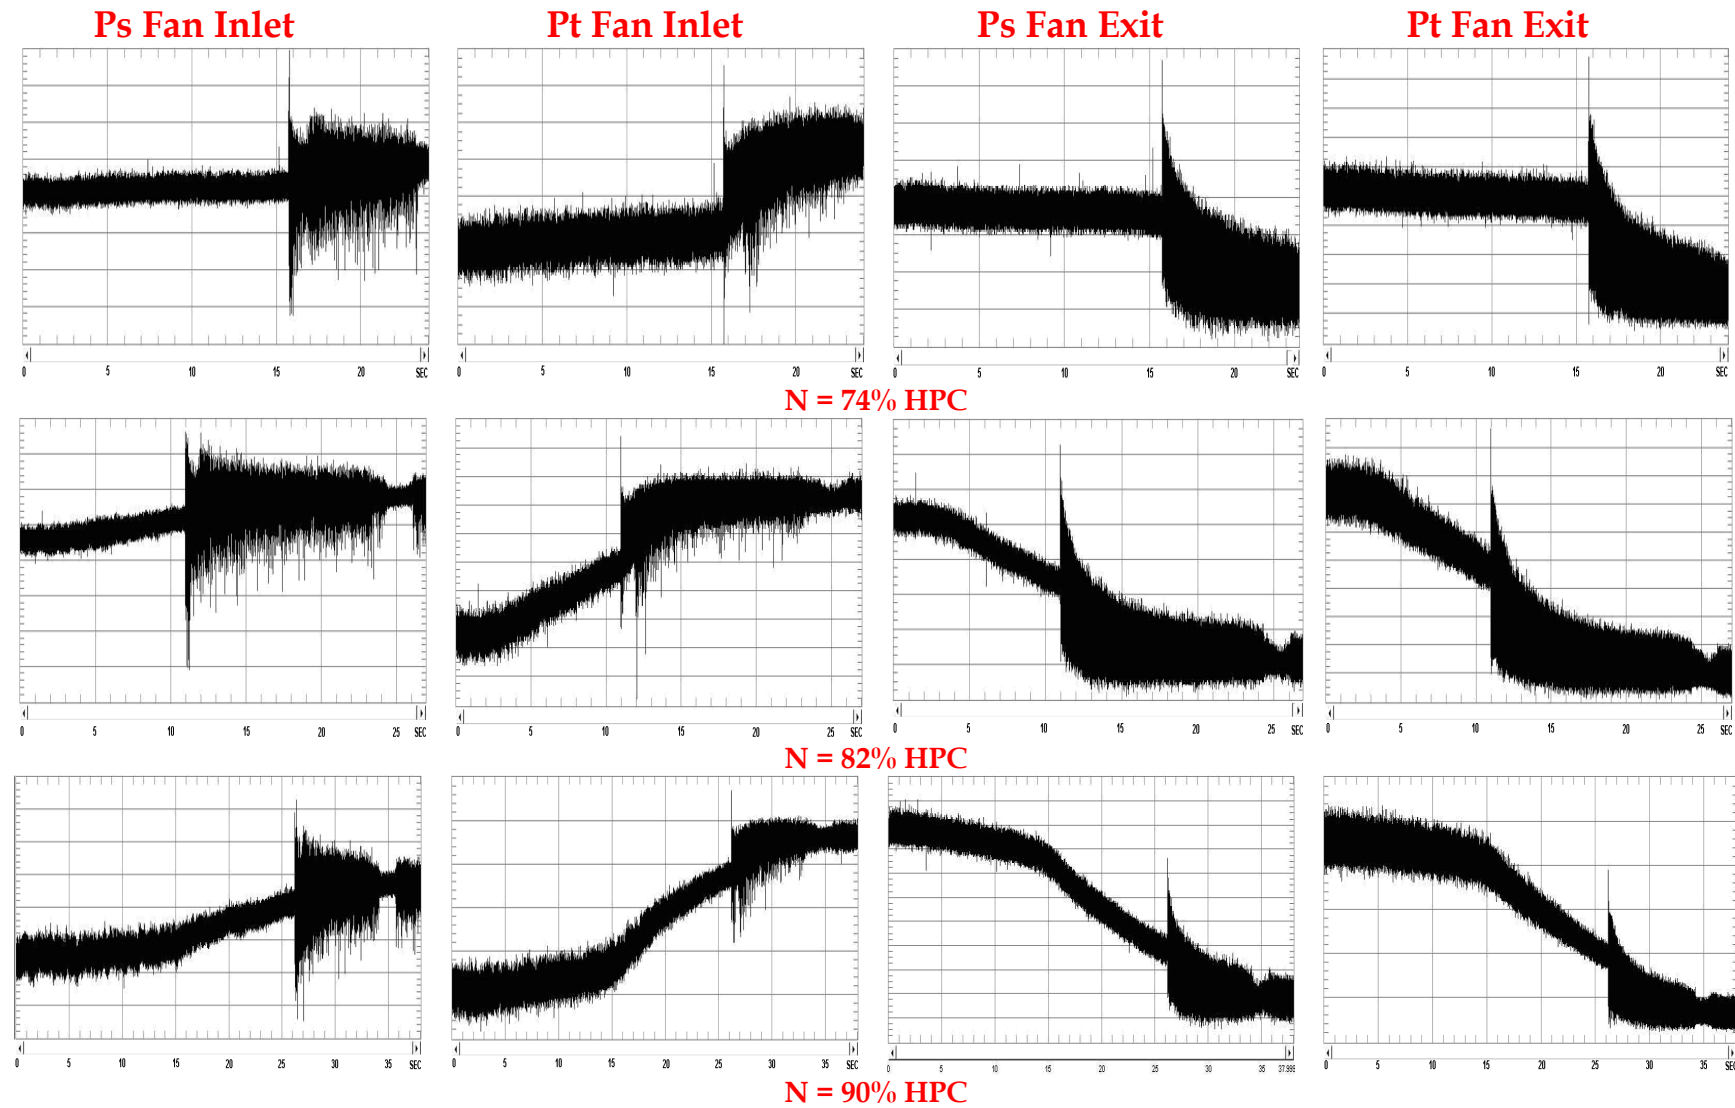 Ps Fan Inlet Pt Fan Inlet Ps Fan Exit Pt Fan Exit
0 5 10 15 20 SEC 0 5 10 15 20 SEC 0 5 10 15 20 SEC 0 5 10 15 20 SEC
N = 74% HPC
0 5 10 15 20 25 SEC 0 5 10 15 20 25 SEC 0 5 10 15 20 25 SEC 0 5 10 15 20 25 SEC
N = 82% HPC
0 5 10 15 20 25 30 35 SEC 0 5 10 15 20 25 30 35 SEC 0 5 10 15 20 25 30 35 37.999 0 5 10 15 20 25 30 35 SEC
N = 90% HPC